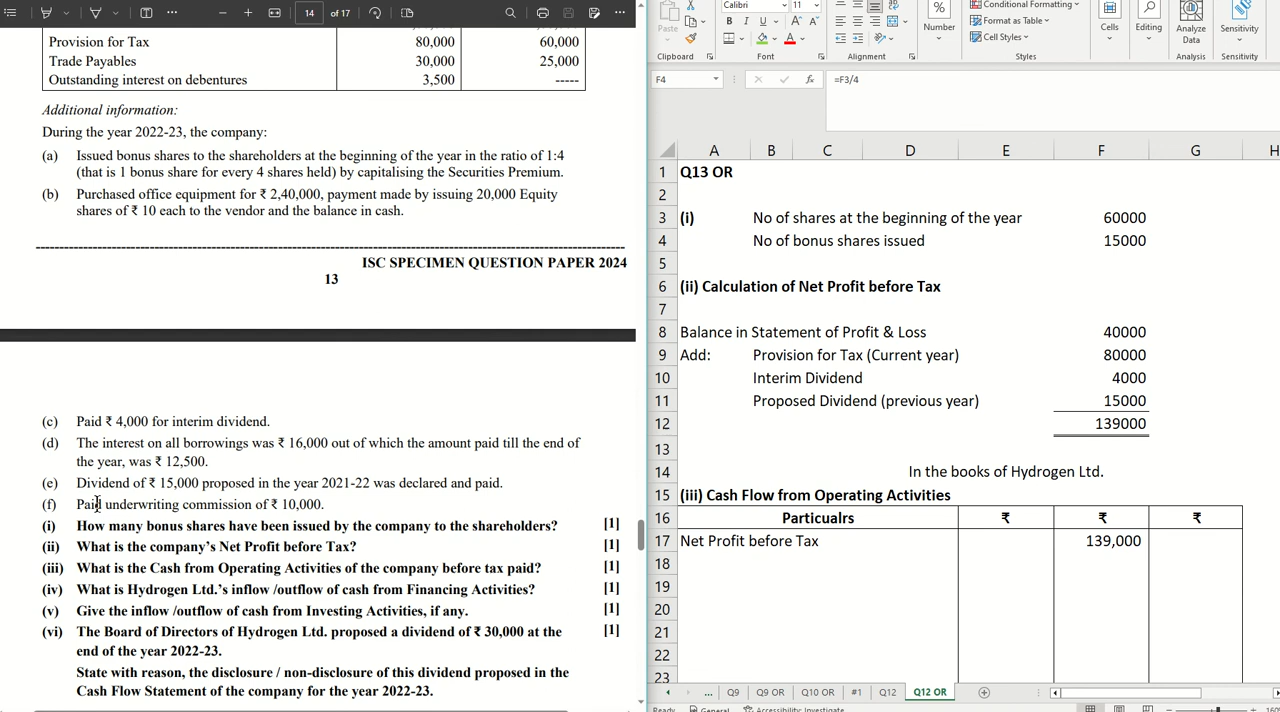 14 of 17
Provision for Tax 80,000 60,000
Trade Payables 30,000 25,000
Outstanding interest on debentures 3,500 -----
Additional information:
During the year 2022-23, the company:
(a) Issued bonus shares to the shareholders at the beginning of the year in the ratio of 1:4
(that is 1 bonus share for every 4 shares held) by capitalising the Securities Premium.
(b) Purchased office equipment for ₹ 2,40,000, payment made by issuing 20,000 Equity
shares of ₹ 10 each to the vendor and the balance in cash.
ISC SPECIMEN QUESTION PAPER 2024
13
(c) Paid ₹ 4,000 for interim dividend.
(d) The interest on all borrowings was ₹ 16,000 out of which the amount paid till the end of
the year, was ₹ 12,500.
(e) Dividend of ₹ 15,000 proposed in the year 2021-22 was declared and paid.
(f) Paid underwriting commission of ₹ 10,000.
(i) How many bonus shares have been issued by the company to the shareholders? [1]
(ii) What is the company's Net Profit before Tax? [1]
(iii) What is the Cash from Operating Activities of the company before tax paid? [1]
(iv) What is Hydrogen Ltd.'s inflow /outflow of cash from Financing Activities? [1]
(v) Give the inflow /outflow of cash from Investing Activities, if any. [1]
(vi) The Board of Directors of Hydrogen Ltd. proposed a dividend of ₹ 30,000 at the [1]
end of the year 2022-23.
State with reason, the disclosure / non-disclosure of this dividend proposed in the
Cash Flow Statement of the company for the year 2022-23.
Calibri 11 Conditional Formatting
Paste B I U A A Number Format as Table Cells Editing Analyze Data Sensitivity
Cell Styles
Clipboard Font Alignment Styles Analysis Sensitivity
F4 fx =F3/4
A B C D E F G H
1 Q13 OR
2
3 (i) No of shares at the beginning of the year 60000
4 No of bonus shares issued 15000
5
6 (ii) Calculation of Net Profit before Tax
7
8 Balance in Statement of Profit & Loss 40000
9 Add: Provision for Tax (Current year) 80000
10 Interim Dividend 4000
11 Proposed Dividend (previous year) 15000
12 139000
13
14 In the books of Hydrogen Ltd.
15 (iii) Cash Flow from Operating Activities
16 Particualrs ₹ ₹ ₹
17 Net Profit before Tax 139,000
18
19
20
21
22
23
... Q9 Q9 OR Q10 OR #1 Q12 Q12 OR
Ready General Accessibility: Investigate